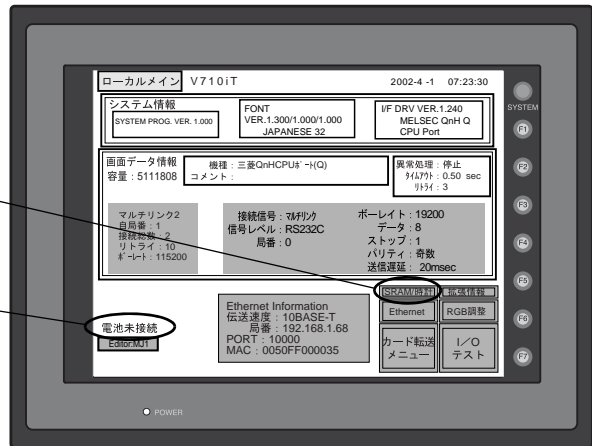 ローカルメイン V710iT 2002-4 -1 07:23:30
システム情報
SYSTEM PROG. VER. 1.000
FONT
VER.1.300/1.000/1.000
JAPANESE 32
I/F DRV VER.1.240
MELSEC QnH Q
CPU Port
画面データ情報
容量：5111808
機種：三菱QnHCPUﾎﾟｰﾄ(Q)
コメント：
異常処理：停止
ﾀｲﾑｱｳﾄ：0.50 sec
ﾘﾄﾗｲ：3
マルチリンク2
自局番：1
接続総数：2
リトライ：10
ﾎﾞｰﾚｰﾄ：115200
接続信号：ﾏﾙﾁﾘﾝｸ
信号レベル：RS232C
局番：0
ボーレイト：19200
データ：8
ストップ：1
パリティ：奇数
送信遅延： 20msec
電池未接続
Editor:MJ1
Ethernet Information
伝送速度：10BASE-T
局番：192.168.1.68
PORT：10000
MAC：0050FF000035
SRAM/時計
拡張情報
Ethernet
RGB調整
カード転送
メニュー
I／O
テスト
SYSTEM
F1
F2
F3
F4
F5
F6
F7
POWER